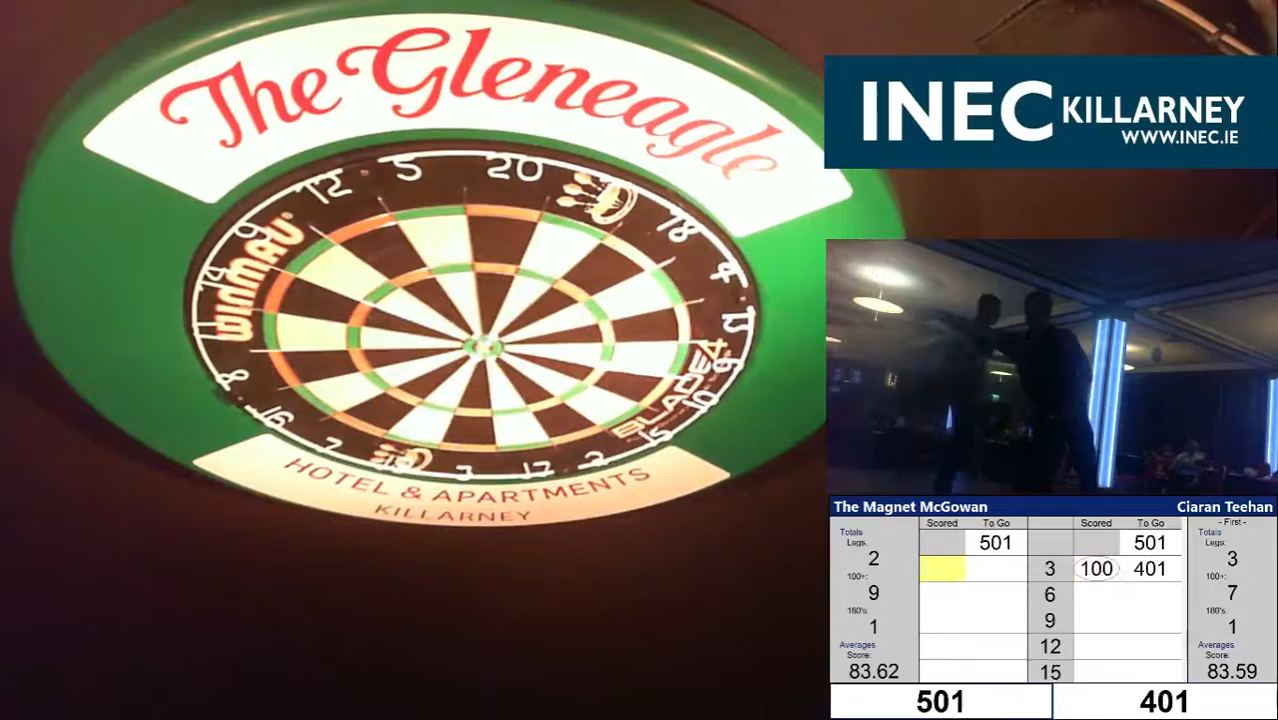 The Gleneagle
INEC KILLARNEY
WWW.INEC.IE
20
5
12
18
9
4
14
WINMAU
11
BLADE 4
8
10
16
15
7
3
17
2
HOTEL & APARTMENTS
KILLARNEY
The Magnet McGowan Ciaran Teehan
Scored To Go Scored To Go - First -
Totals 501 501 Totals
Legs: Legs:
2 3 100 401 3
100+: 100+:
9 6 7
180's: 9 180's:
1 1
Averages 12 Averages
Score: Score:
83.62 15 83.59
501 401